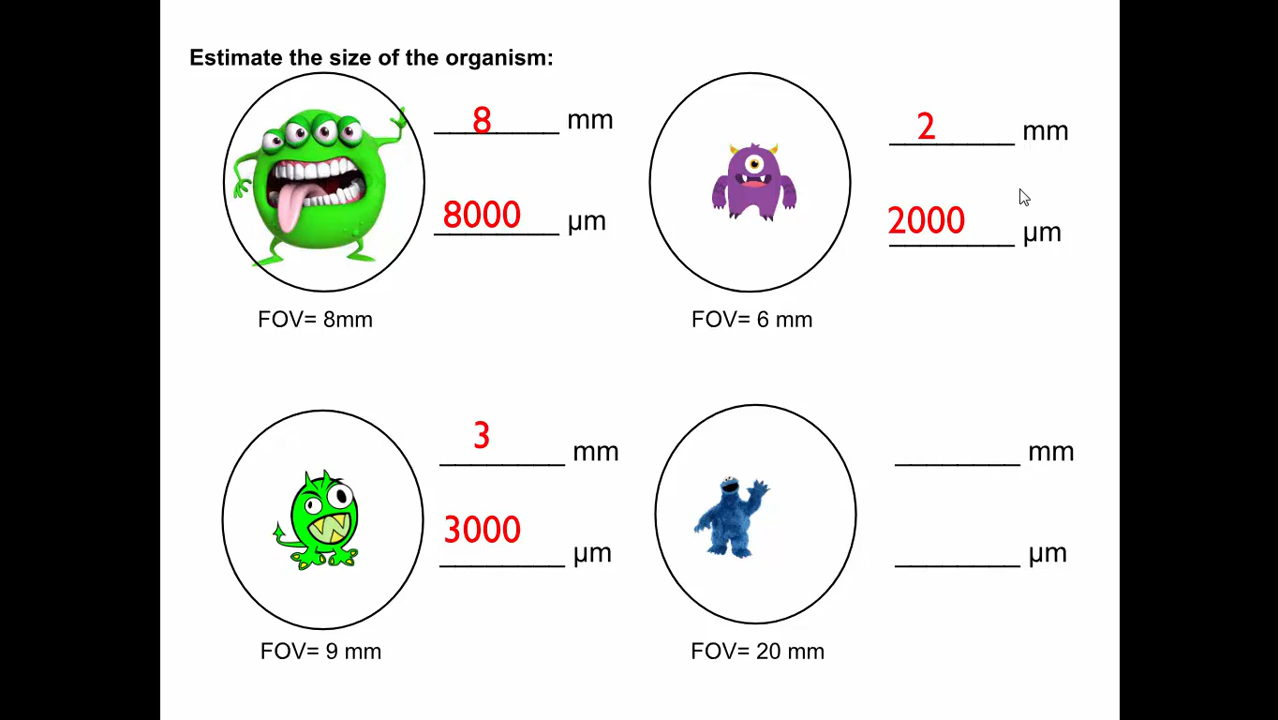 Estimate the size of the organism:
8 mm
8000 µm
FOV= 8mm
2 mm
2000 µm
FOV= 6 mm
3 mm
3000 µm
FOV= 9 mm
mm
µm
FOV= 20 mm